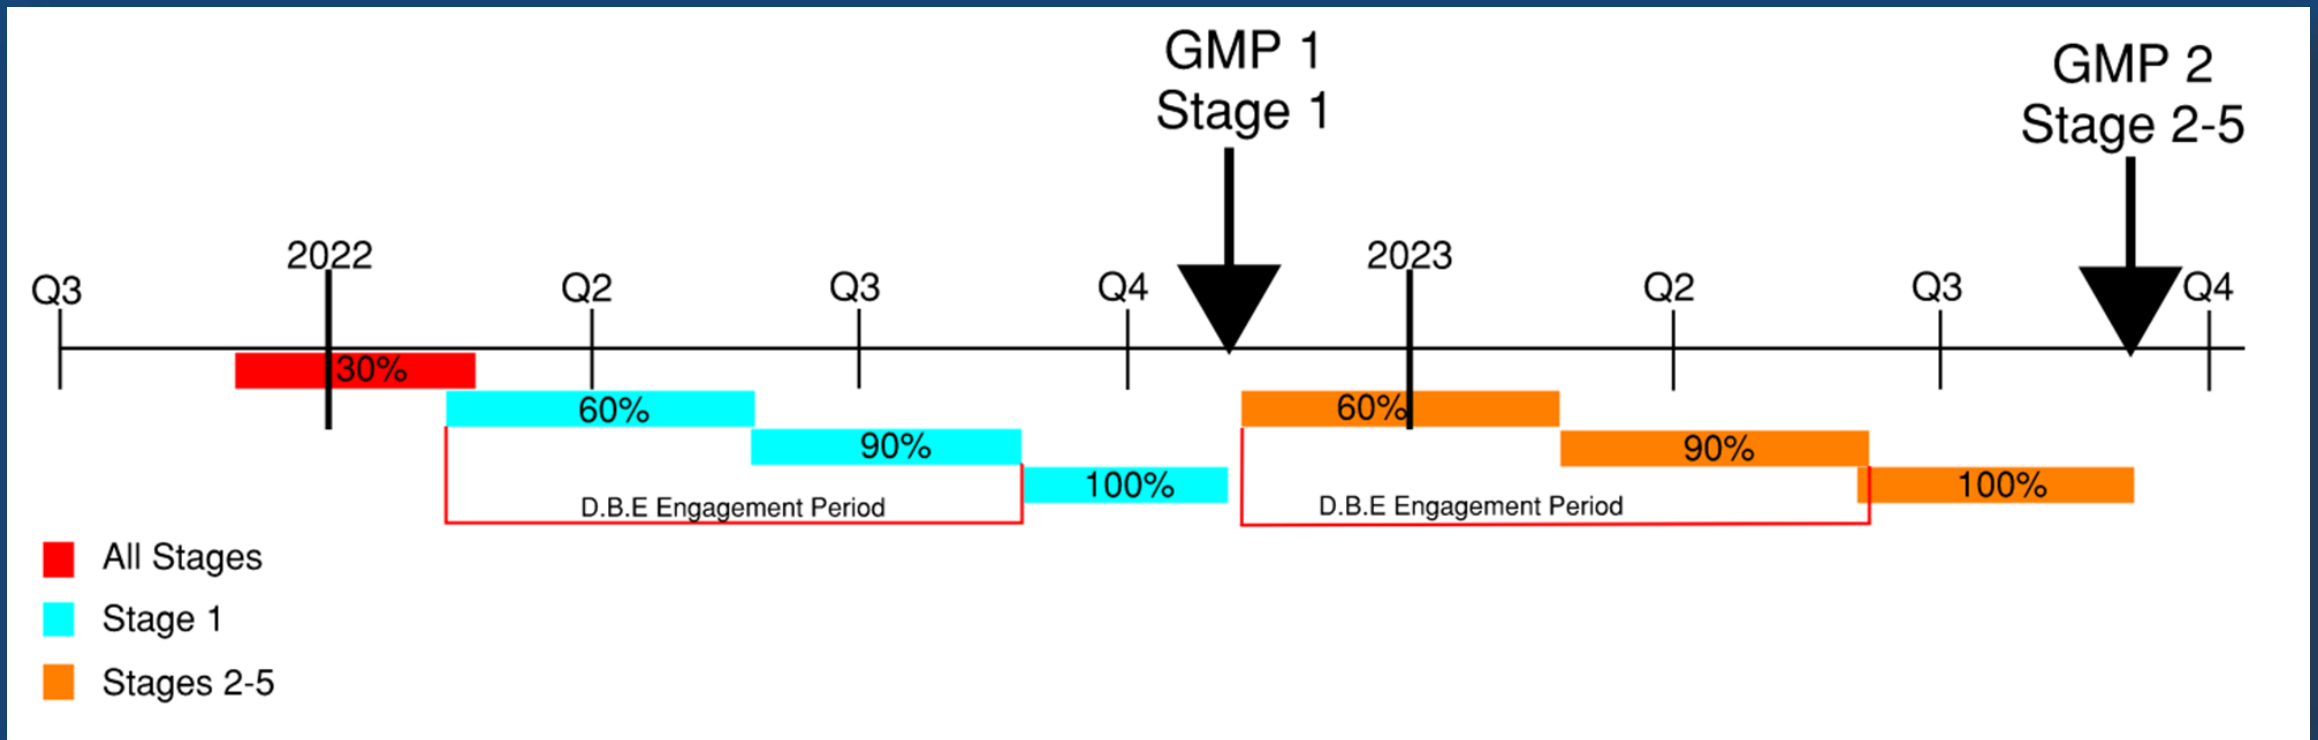 GMP 1
Stage 1
GMP 2
Stage 2-5
Q3
2022
Q2
Q3
Q4
2023
Q2
Q3
Q4
30%
60%
60%
90%
90%
100%
100%
D.B.E Engagement Period
D.B.E Engagement Period
All Stages
Stage 1
Stages 2-5